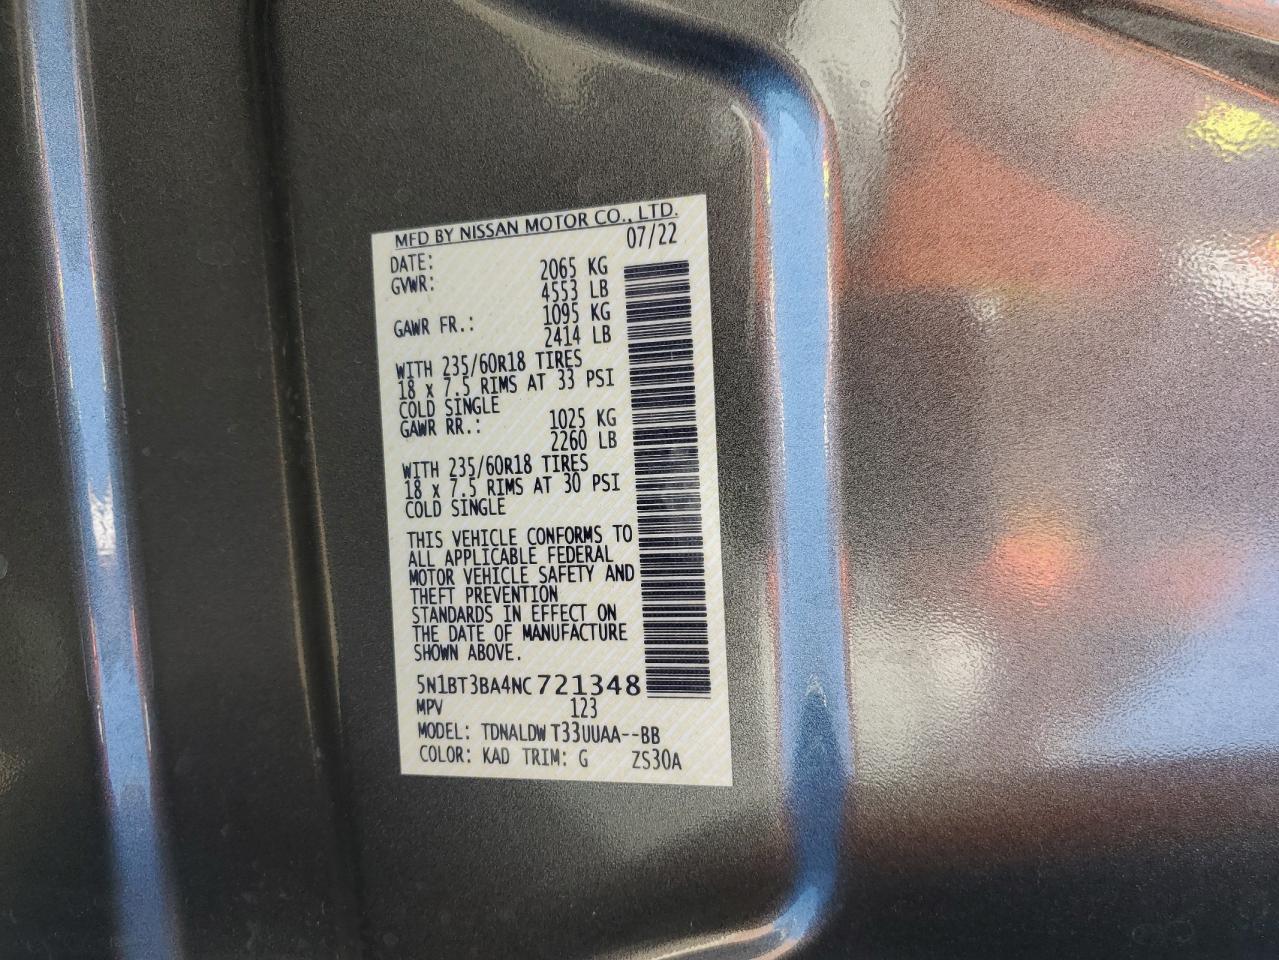 MFD BY NISSAN MOTOR CO., LTD.
DATE: 07/22
GVWR: 2065 KG
4553 LB
GAWR FR.: 1095 KG
2414 LB
WITH 235/60R18 TIRES
18 x 7.5 RIMS AT 33 PSI
COLD SINGLE
GAWR RR.: 1025 KG
2260 LB
WITH 235/60R18 TIRES
18 x 7.5 RIMS AT 30 PSI
COLD SINGLE
THIS VEHICLE CONFORMS TO
ALL APPLICABLE FEDERAL
MOTOR VEHICLE SAFETY AND
THEFT PREVENTION
STANDARDS IN EFFECT ON
THE DATE OF MANUFACTURE
SHOWN ABOVE.
5N1BT3BA4NC721348
MPV 123
MODEL: TDNALDW T33UUAA--BB
COLOR: KAD TRIM: G ZS30A